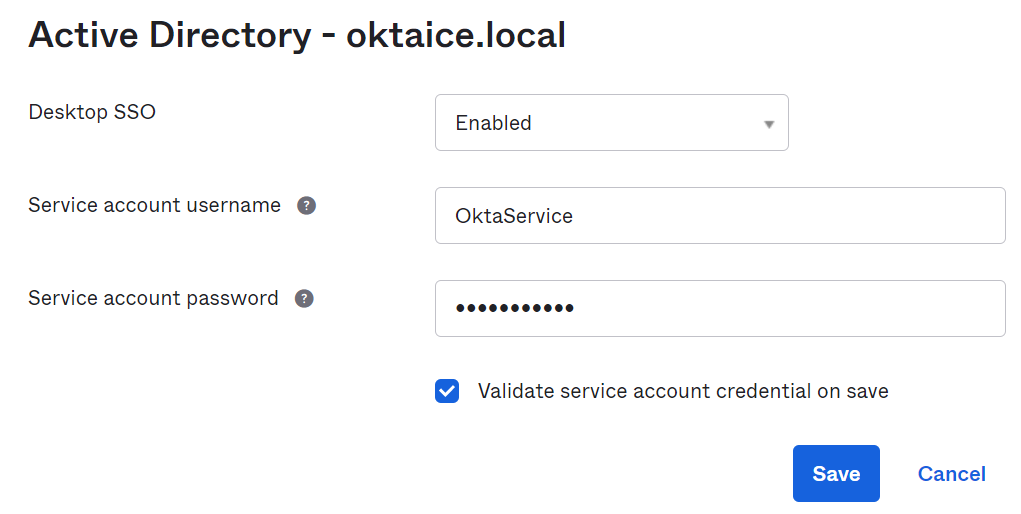 Active Directory - oktaice.local
Desktop SSO
Enabled
Service account username ?
OktaService
Service account password ?
•••••••••••
Validate service account credential on save
Save
Cancel